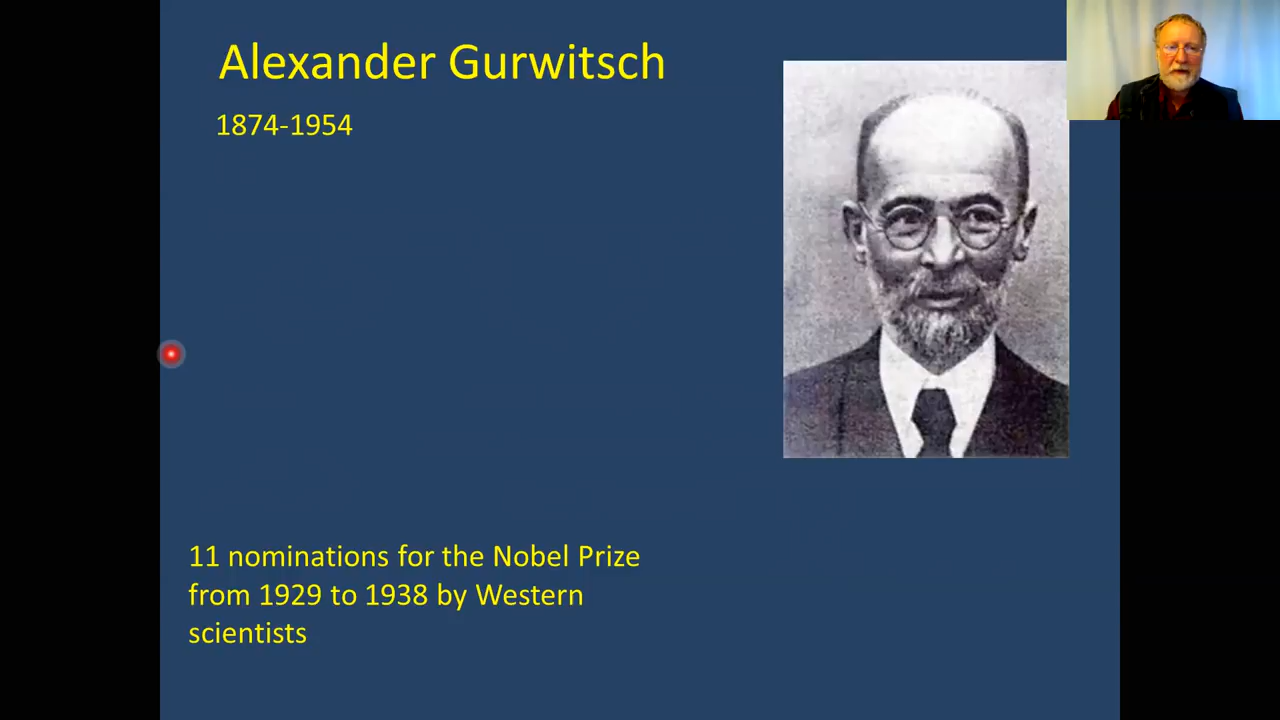 Alexander Gurwitsch
1874-1954
11 nominations for the Nobel Prize
from 1929 to 1938 by Western
scientists